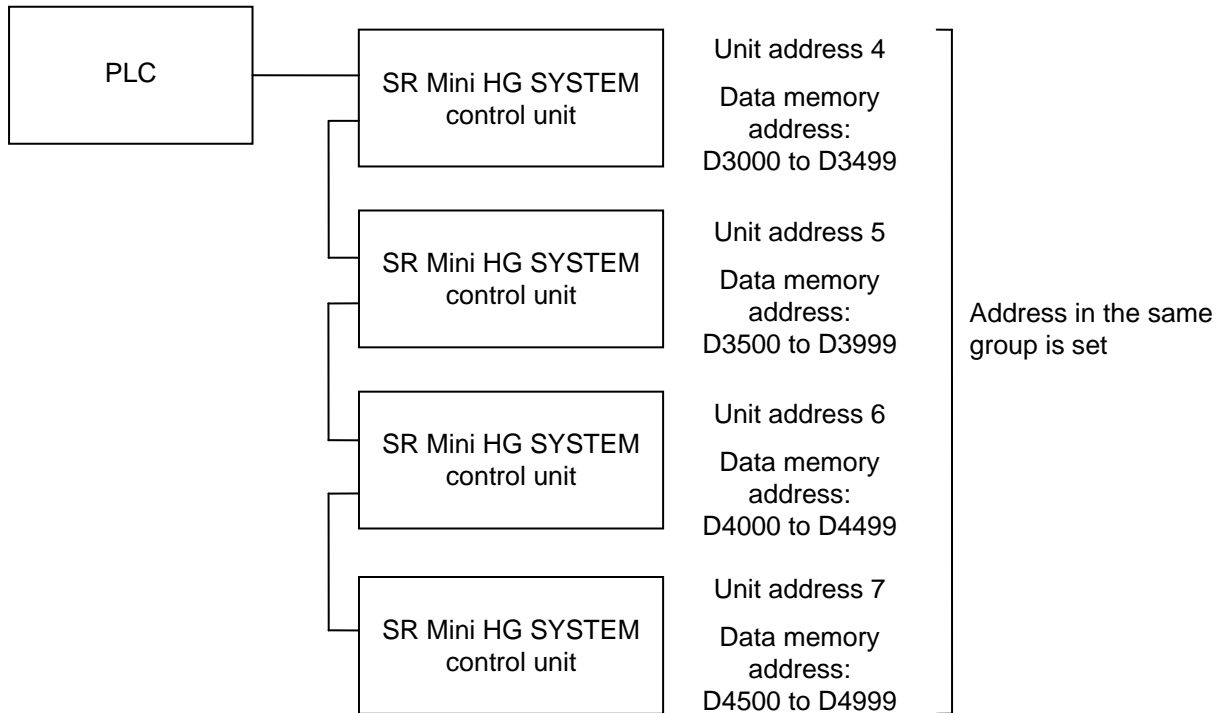 PLC
SR Mini HG SYSTEM
control unit
Unit address 4
Data memory
address:
D3000 to D3499
SR Mini HG SYSTEM
control unit
Unit address 5
Data memory
address:
D3500 to D3999
Address in the same
group is set
SR Mini HG SYSTEM
control unit
Unit address 6
Data memory
address:
D4000 to D4499
SR Mini HG SYSTEM
control unit
Unit address 7
Data memory
address:
D4500 to D4999